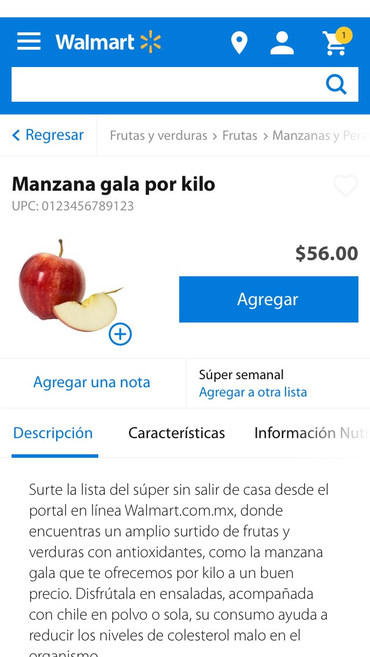 Walmart
1
Regresar
Frutas y verduras > Frutas > Manzanas y Pera
Manzana gala por kilo
UPC: 0123456789123
$56.00
Agregar
Agregar una nota
Súper semanal
Agregar a otra lista
Descripción
Características
Información Nut
Surte la lista del súper sin salir de casa desde el
portal en línea Walmart.com.mx, donde
encuentras un amplio surtido de frutas y
verduras con antioxidantes, como la manzana
gala que te ofrecemos por kilo a un buen
precio. Disfrútala en ensaladas, acompañada
con chile en polvo o sola, su consumo ayuda a
reducir los niveles de colesterol malo en el
organismo